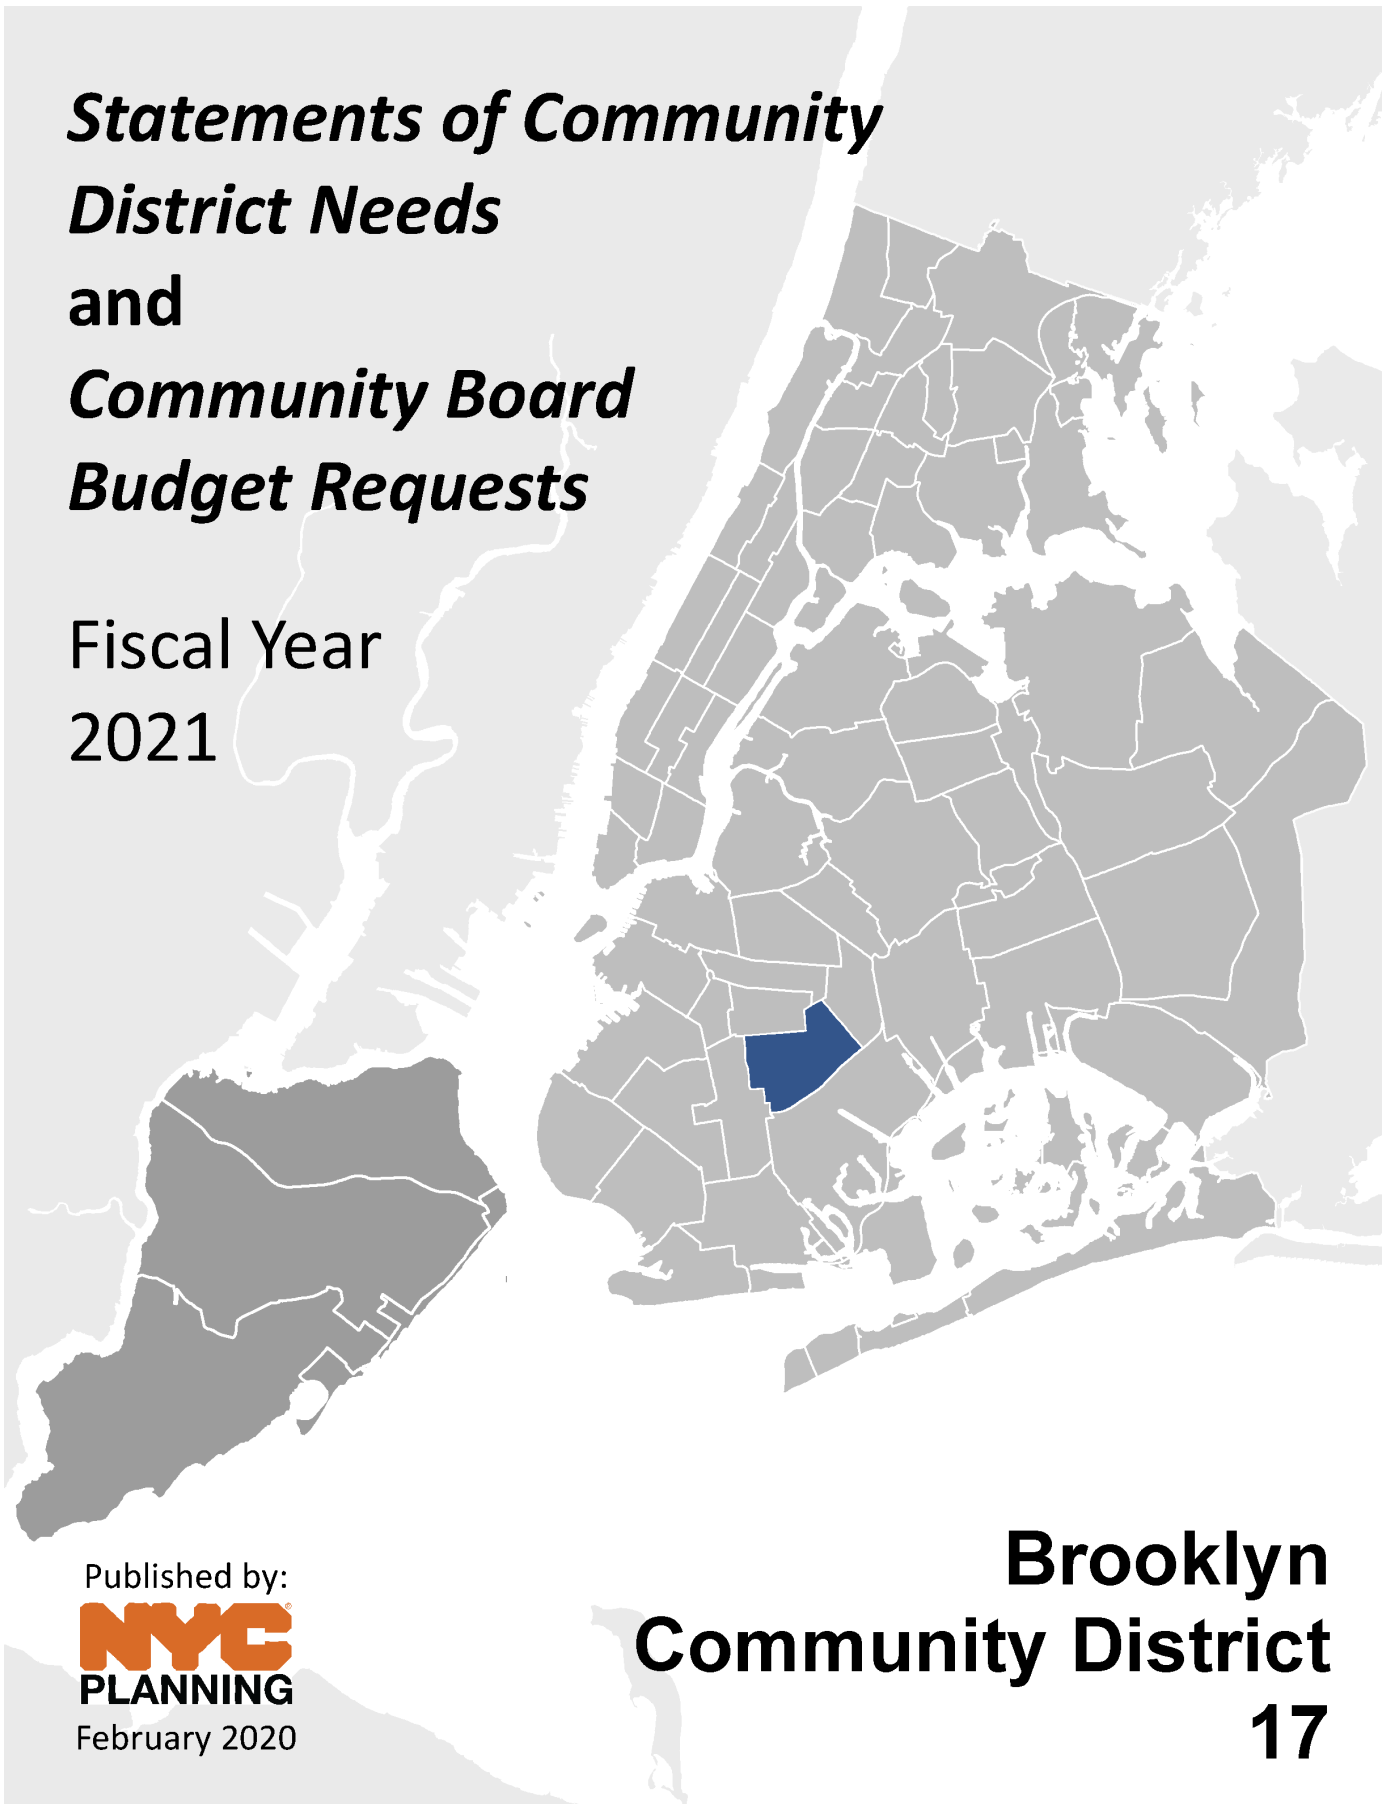 Statements of Community
District Needs
and
Community Board
Budget Requests
Fiscal Year
2021
Published by:
NYC®
PLANNING
February 2020
Brooklyn
Community District
17